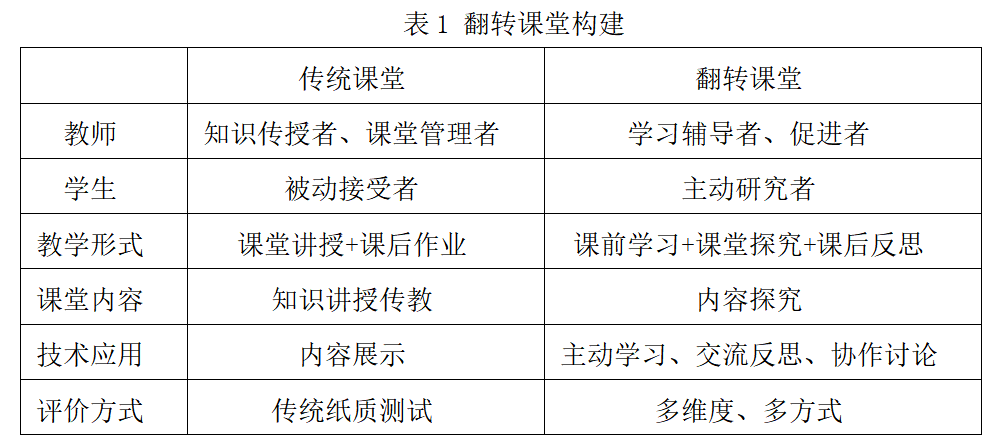 表1 翻转课堂构建
传统课堂 翻转课堂
教师 知识传授者、课堂管理者 学习辅导者、促进者
学生 被动接受者 主动研究者
教学形式 课堂讲授+课后作业 课前学习+课堂探究+课后反思
课堂内容 知识讲授传教 内容探究
技术应用 内容展示 主动学习、交流反思、协作讨论
评价方式 传统纸质测试 多维度、多方式